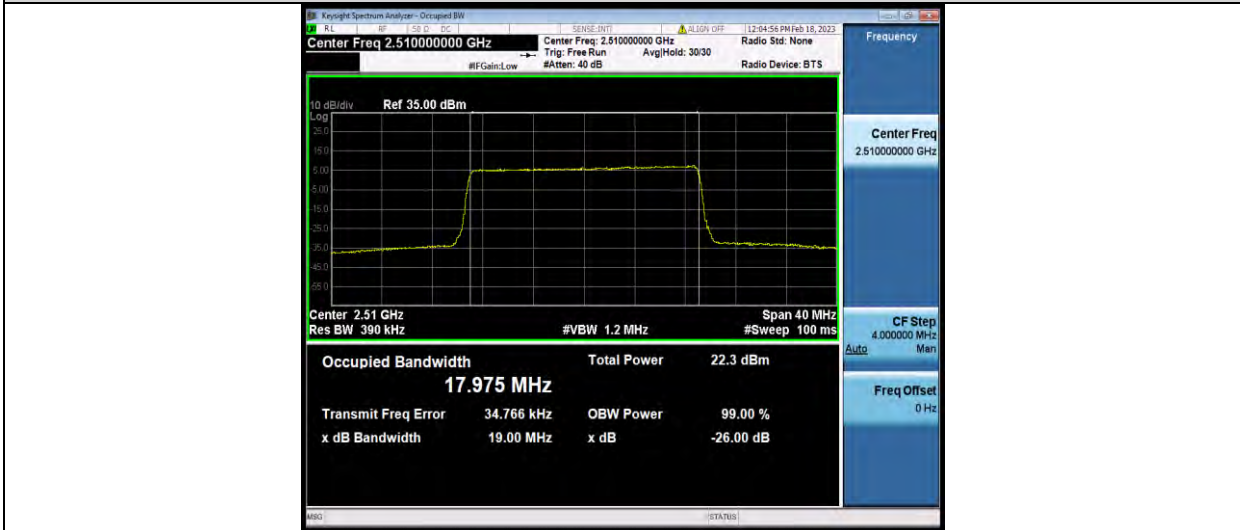 Keysight Spectrum Analyzer - Occupied BW
RL RF 50 Ω DC SENSE:INT ALIGN OFF 12:04:56 PM Feb 18, 2023
Center Freq 2.510000000 GHz
Center Freq: 2.510000000 GHz Radio Std: None
Trig: Free Run Avg|Hold: 30/30
#IFGain:Low #Atten: 40 dB Radio Device: BTS
Frequency
10 dB/div Ref 35.00 dBm
Log
25.0
15.0
5.00
-5.00
-15.0
-25.0
-35.0
-45.0
-55.0
Center Freq
2.510000000 GHz
Center 2.51 GHz Span 40 MHz
Res BW 390 kHz #VBW 1.2 MHz #Sweep 100 ms
CF Step
4.000000 MHz
Auto Man
Occupied Bandwidth Total Power 22.3 dBm
17.975 MHz
Transmit Freq Error 34.766 kHz OBW Power 99.00 %
x dB Bandwidth 19.00 MHz x dB -26.00 dB
Freq Offset
0 Hz
MSG STATUS